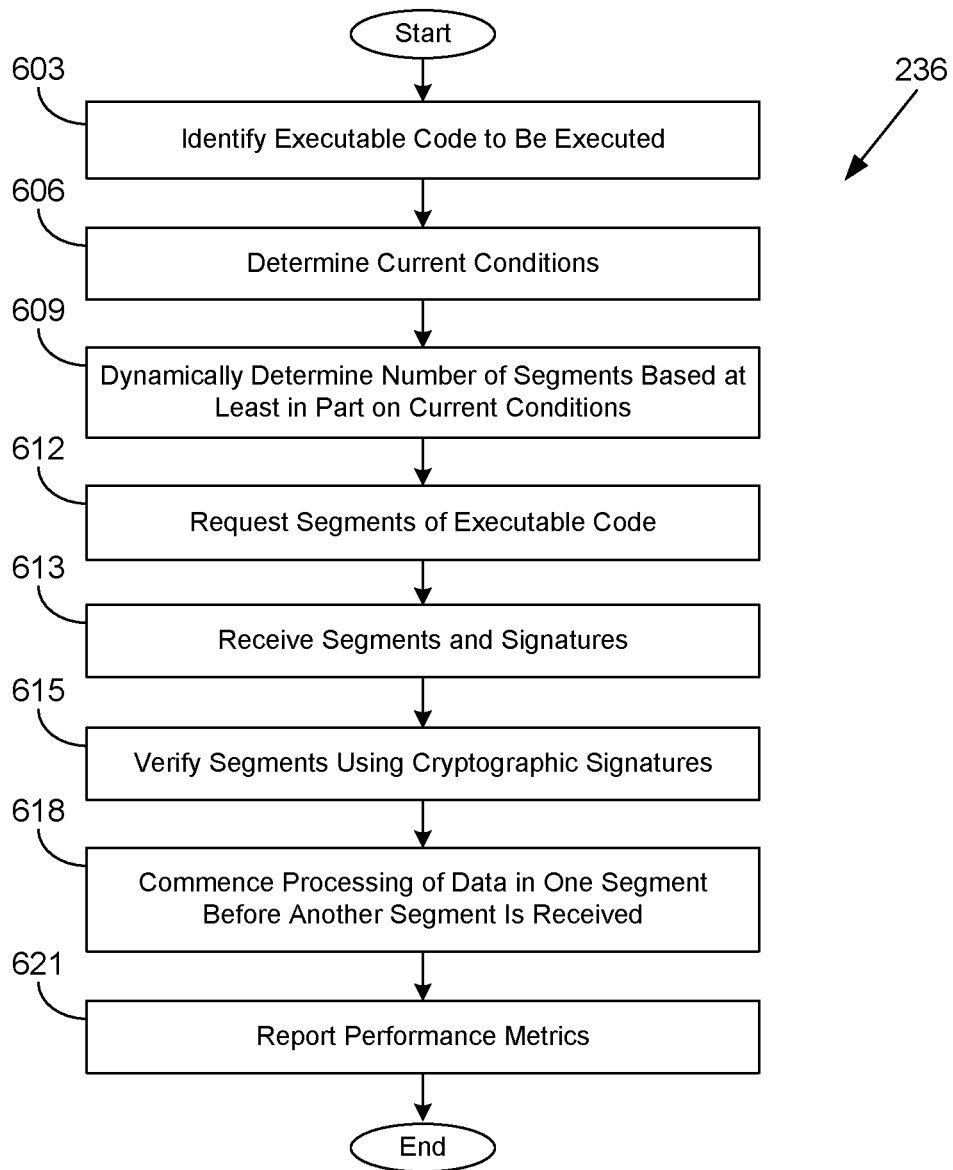 Start
603
236
Identify Executable Code to Be Executed
606
Determine Current Conditions
609
Dynamically Determine Number of Segments Based at
Least in Part on Current Conditions
612
Request Segments of Executable Code
613
Receive Segments and Signatures
615
Verify Segments Using Cryptographic Signatures
618
Commence Processing of Data in One Segment
Before Another Segment Is Received
621
Report Performance Metrics
End